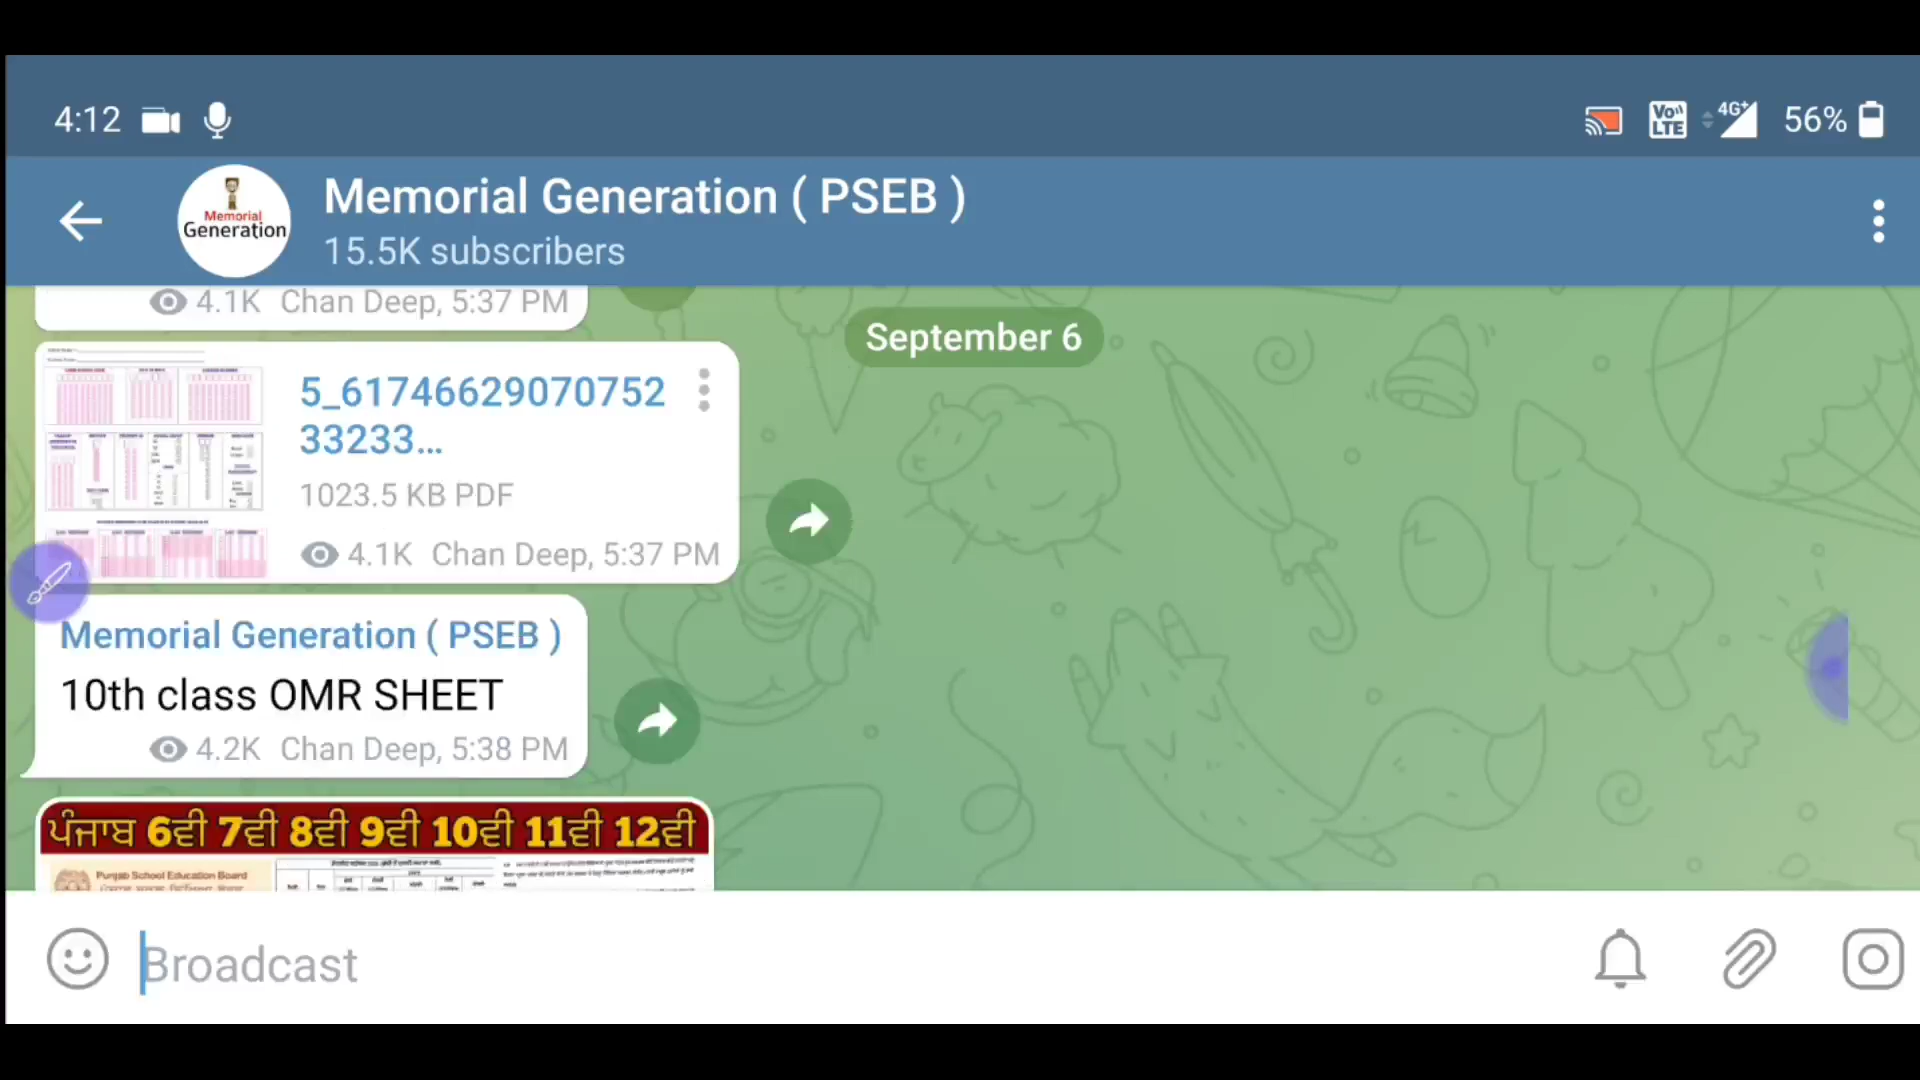 4:12
VoLTE 4G+ 56%
Memorial Generation
Memorial Generation ( PSEB )
15.5K subscribers
4.1K Chan Deep, 5:37 PM
September 6
5_61746629070752
33233...
1023.5 KB PDF
4.1K Chan Deep, 5:37 PM
Memorial Generation ( PSEB )
10th class OMR SHEET
4.2K Chan Deep, 5:38 PM
ਪੰਜਾਬ 6ਵੀ 7ਵੀ 8ਵੀ 9ਵੀ 10ਵੀ 11ਵੀ 12ਵੀ
Punjab School Education Board
Broadcast